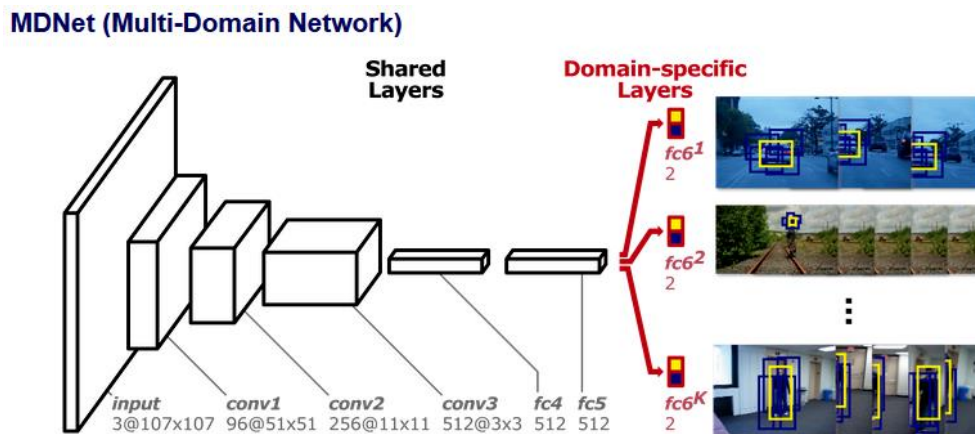 MDNet (Multi-Domain Network)
Shared
Layers
Domain-specific
Layers
fc6¹
2
fc6²
2
fc6ᴷ
2
input conv1 conv2 conv3 fc4 fc5
3@107x107 96@51x51 256@11x11 512@3x3 512 512